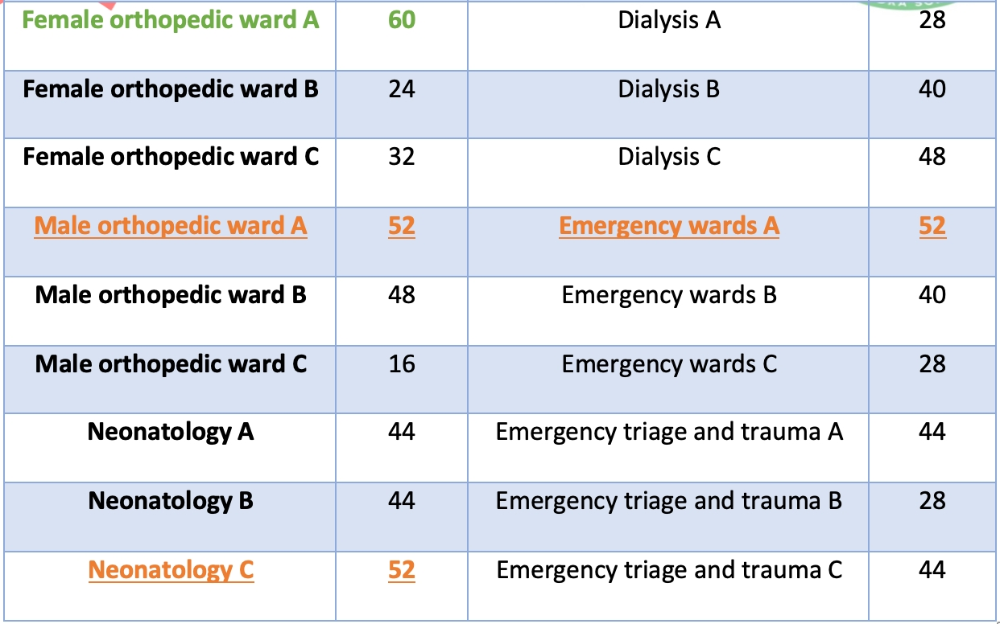 Female orthopedic ward A 60 Dialysis A 28
Female orthopedic ward B 24 Dialysis B 40
Female orthopedic ward C 32 Dialysis C 48
Male orthopedic ward A 52 Emergency wards A 52
Male orthopedic ward B 48 Emergency wards B 40
Male orthopedic ward C 16 Emergency wards C 28
Neonatology A 44 Emergency triage and trauma A 44
Neonatology B 44 Emergency triage and trauma B 28
Neonatology C 52 Emergency triage and trauma C 44